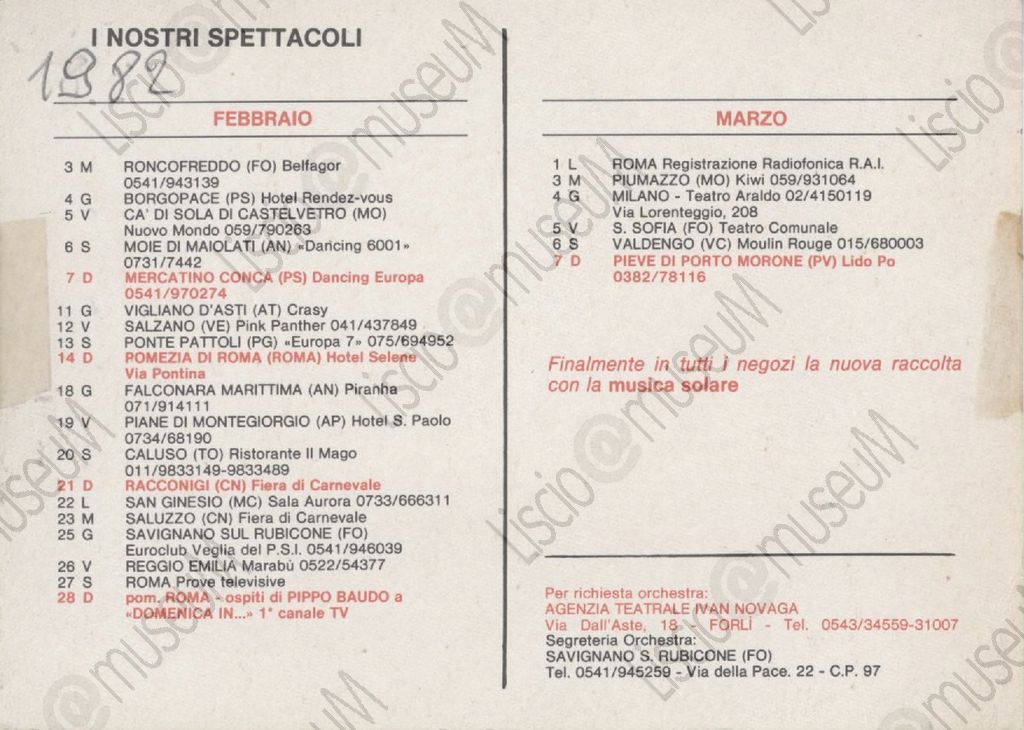 I NOSTRI SPETTACOLI
1982
FEBBRAIO
3 M RONCOFREDDO (FO) Belfagor
0541/943139
4 G BORGOPACE (PS) Hotel Rendez-vous
5 V CA' DI SOLA DI CASTELVETRO (MO)
Nuovo Mondo 059/790263
6 S MOIE DI MAIOLATI (AN) «Dancing 6001»
0731/7442
7 D MERCATINO CONCA (PS) Dancing Europa
0541/970274
11 G VIGLIANO D'ASTI (AT) Crasy
12 V SALZANO (VE) Pink Panther 041/437849
13 S PONTE PATTOLI (PG) «Europa 7» 075/694952
14 D POMEZIA DI ROMA (ROMA) Hotel Selene
Via Pontina
18 G FALCONARA MARITTIMA (AN) Piranha
071/914111
19 V PIANE DI MONTEGIORGIO (AP) Hotel S. Paolo
0734/68190
20 S CALUSO (TO) Ristorante Il Mago
011/9833149-9833489
21 D RACCONIGI (CN) Fiera di Carnevale
22 L SAN GINESIO (MC) Sala Aurora 0733/666311
23 M SALUZZO (CN) Fiera di Carnevale
25 G SAVIGNANO SUL RUBICONE (FO)
Euroclub Veglia del P.S.I. 0541/946039
26 V REGGIO EMILIA Marabù 0522/54377
27 S ROMA Prove televisive
28 D pom. ROMA - ospiti di PIPPO BAUDO a
«DOMENICA IN...» 1° canale TV
MARZO
1 L ROMA Registrazione Radiofonica R.A.I.
3 M PIUMAZZO (MO) Kiwi 059/931064
4 G MILANO - Teatro Araldo 02/4150119
Via Lorenteggio, 208
5 V S. SOFIA (FO) Teatro Comunale
6 S VALDENGO (VC) Moulin Rouge 015/680003
7 D PIEVE DI PORTO MORONE (PV) Lido Po
0382/78116
Finalmente in tutti i negozi la nuova raccolta
con la musica solare
Per richiesta orchestra:
AGENZIA TEATRALE IVAN NOVAGA
Via Dall'Aste, 18 - FORLÌ - Tel. 0543/34559-31007
Segreteria Orchestra:
SAVIGNANO S. RUBICONE (FO)
Tel. 0541/945259 - Via della Pace. 22 - C.P. 97
Liscio@museuM